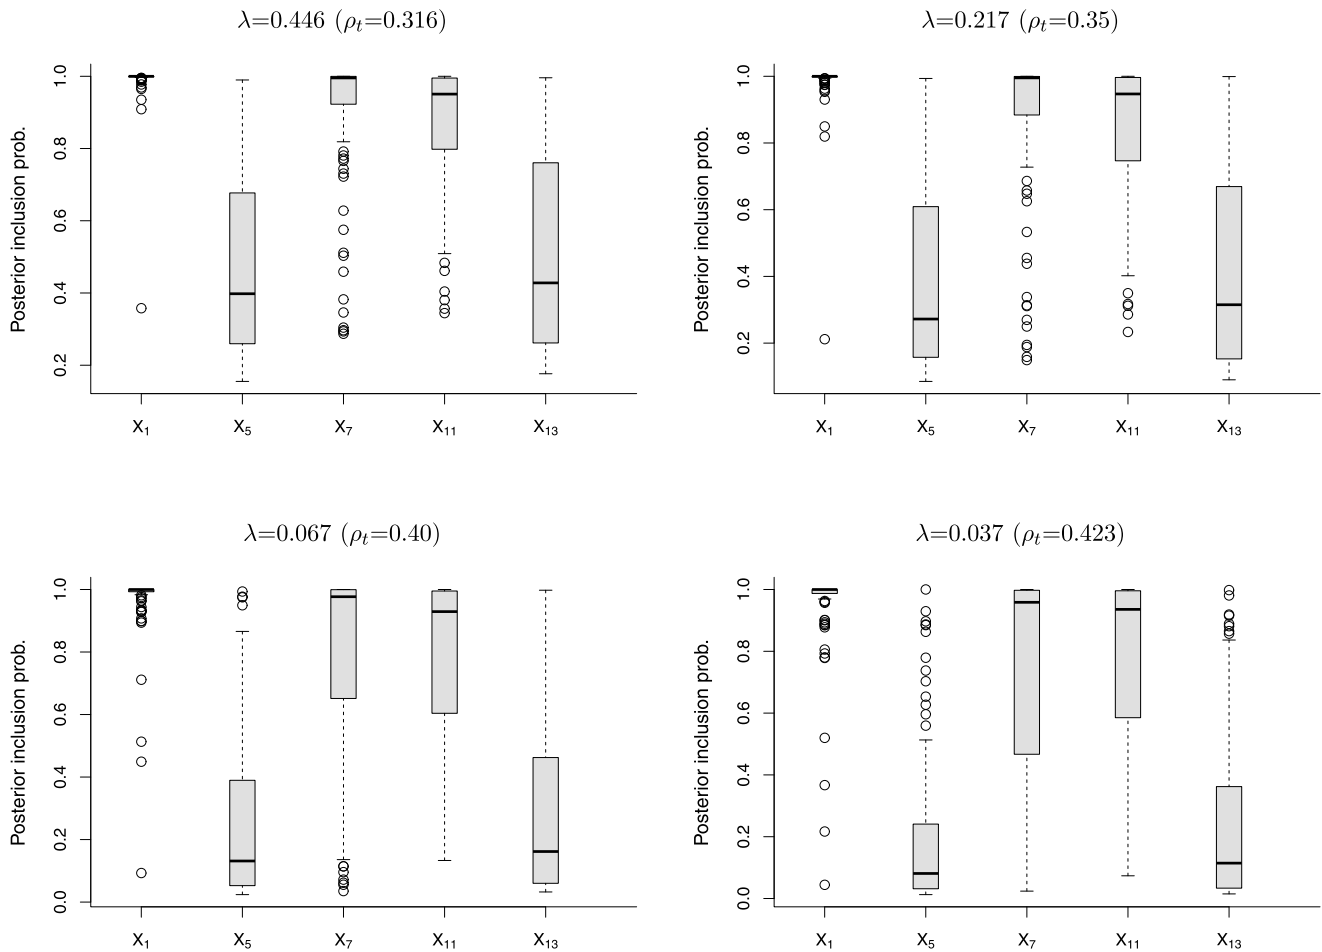 λ=0.446 (ρt=0.316)
Posterior inclusion prob.
1.0
0.8
0.6
0.4
0.2
X1 X5 X7 X11 X13
λ=0.217 (ρt=0.35)
Posterior inclusion prob.
1.0
0.8
0.6
0.4
0.2
X1 X5 X7 X11 X13
λ=0.067 (ρt=0.40)
Posterior inclusion prob.
1.0
0.8
0.6
0.4
0.2
0.0
X1 X5 X7 X11 X13
λ=0.037 (ρt=0.423)
Posterior inclusion prob.
1.0
0.8
0.6
0.4
0.2
0.0
X1 X5 X7 X11 X13